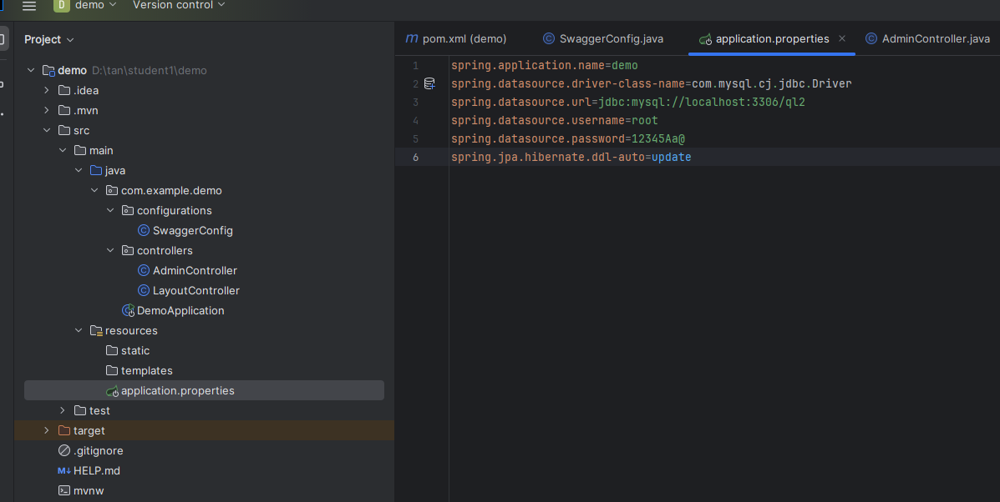 D demo Version control
Project
demo D:\tan\student1\demo
.idea
.mvn
src
main
java
com.example.demo
configurations
SwaggerConfig
controllers
AdminController
LayoutController
DemoApplication
resources
static
templates
application.properties
test
target
.gitignore
M↓ HELP.md
mvnw
m pom.xml (demo) C SwaggerConfig.java application.properties × C AdminController.java
1 spring.application.name=demo
2 spring.datasource.driver-class-name=com.mysql.cj.jdbc.Driver
3 spring.datasource.url=jdbc:mysql://localhost:3306/ql2
4 spring.datasource.username=root
5 spring.datasource.password=12345Aa@
6 spring.jpa.hibernate.ddl-auto=update